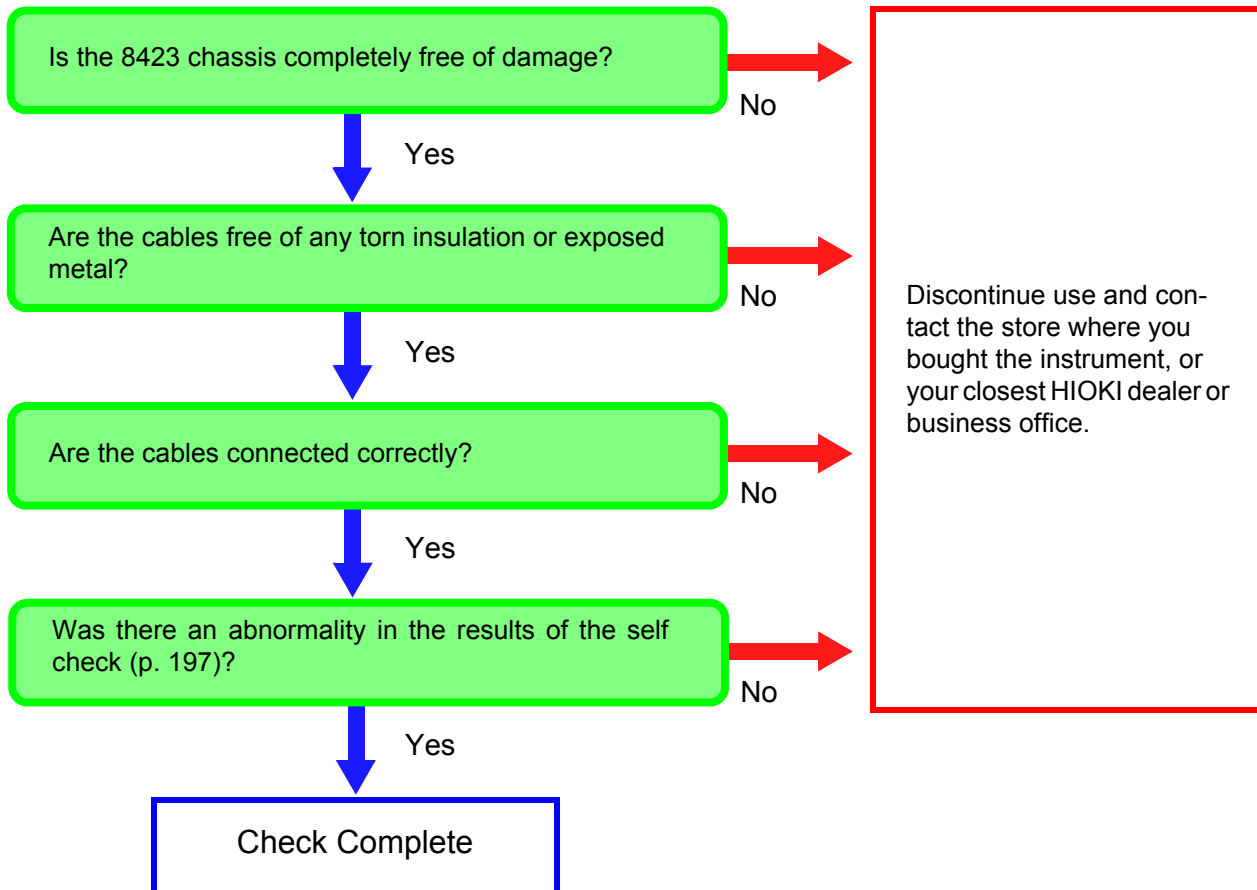 Is the 8423 chassis completely free of damage?
No
Yes
Are the cables free of any torn insulation or exposed
metal?
No
Yes
Are the cables connected correctly?
No
Yes
Was there an abnormality in the results of the self
check (p. 197)?
No
Yes
Check Complete
Discontinue use and con-
tact the store where you
bought the instrument, or
your closest HIOKI dealer or
business office.